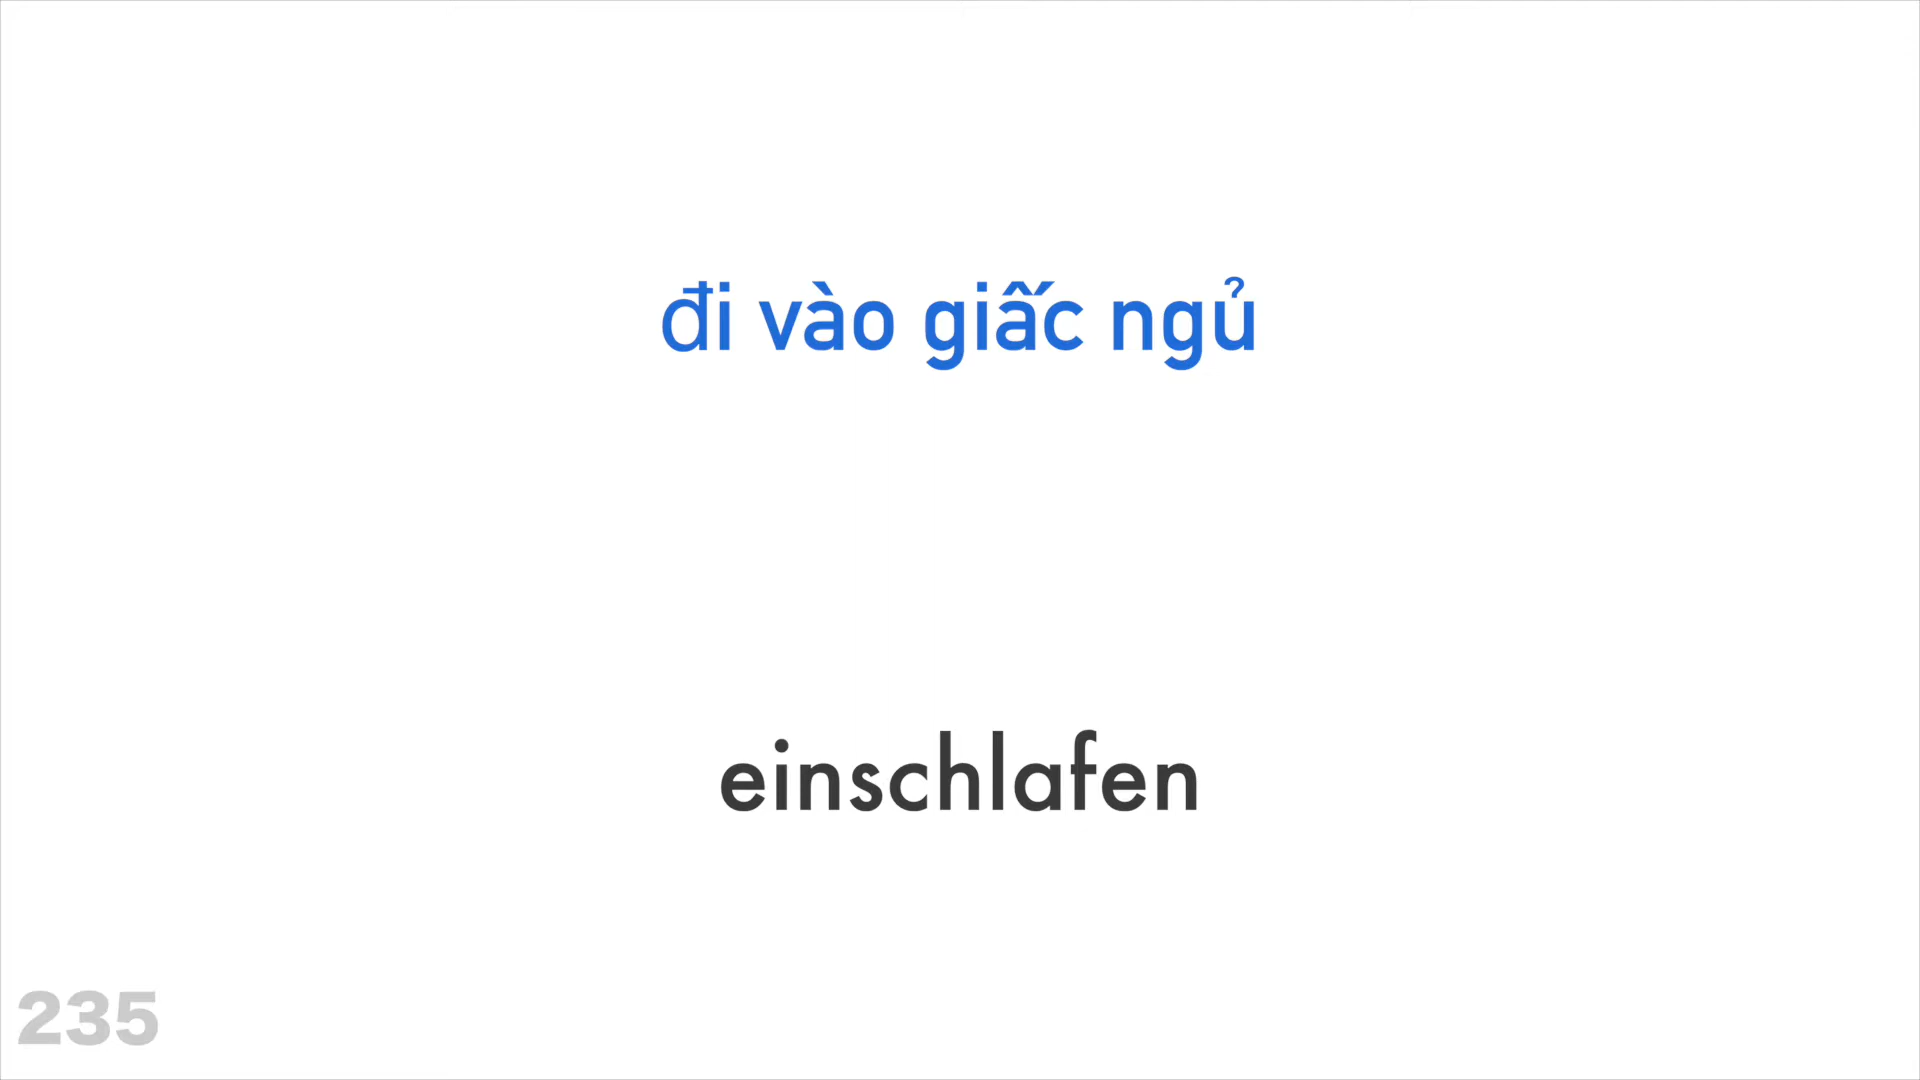 đi vào giấc ngủ
einschlafen
235